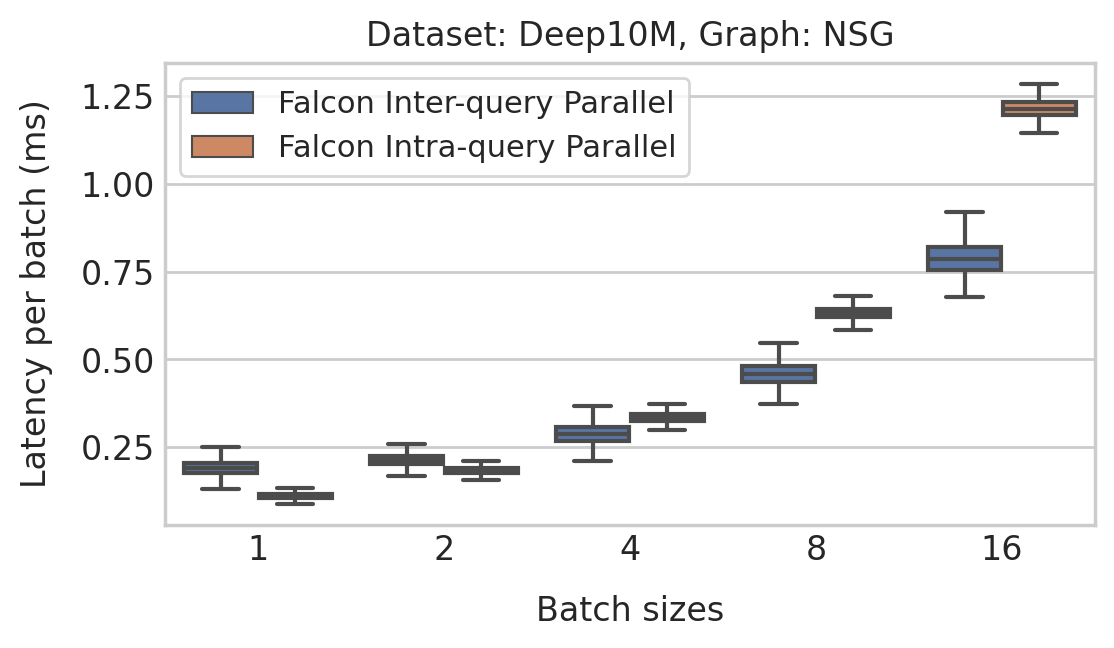 Dataset: Deep10M, Graph: NSG
Latency per batch (ms)
1.25
1.00
0.75
0.50
0.25
Falcon Inter-query Parallel
Falcon Intra-query Parallel
1 2 4 8 16
Batch sizes